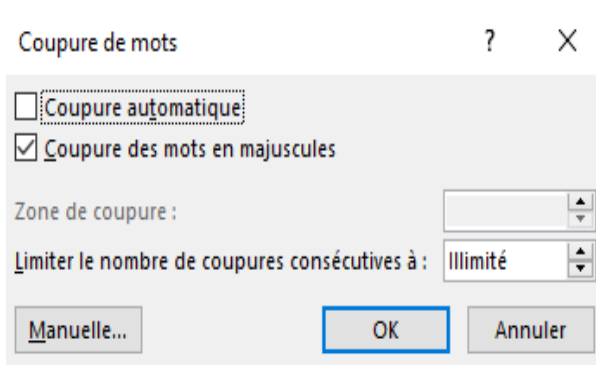 Coupure de mots ?
Coupure automatique
Coupure des mots en majuscules
Zone de coupure :
Limiter le nombre de coupures consécutives à : Illimité
Manuelle... OK Annuler